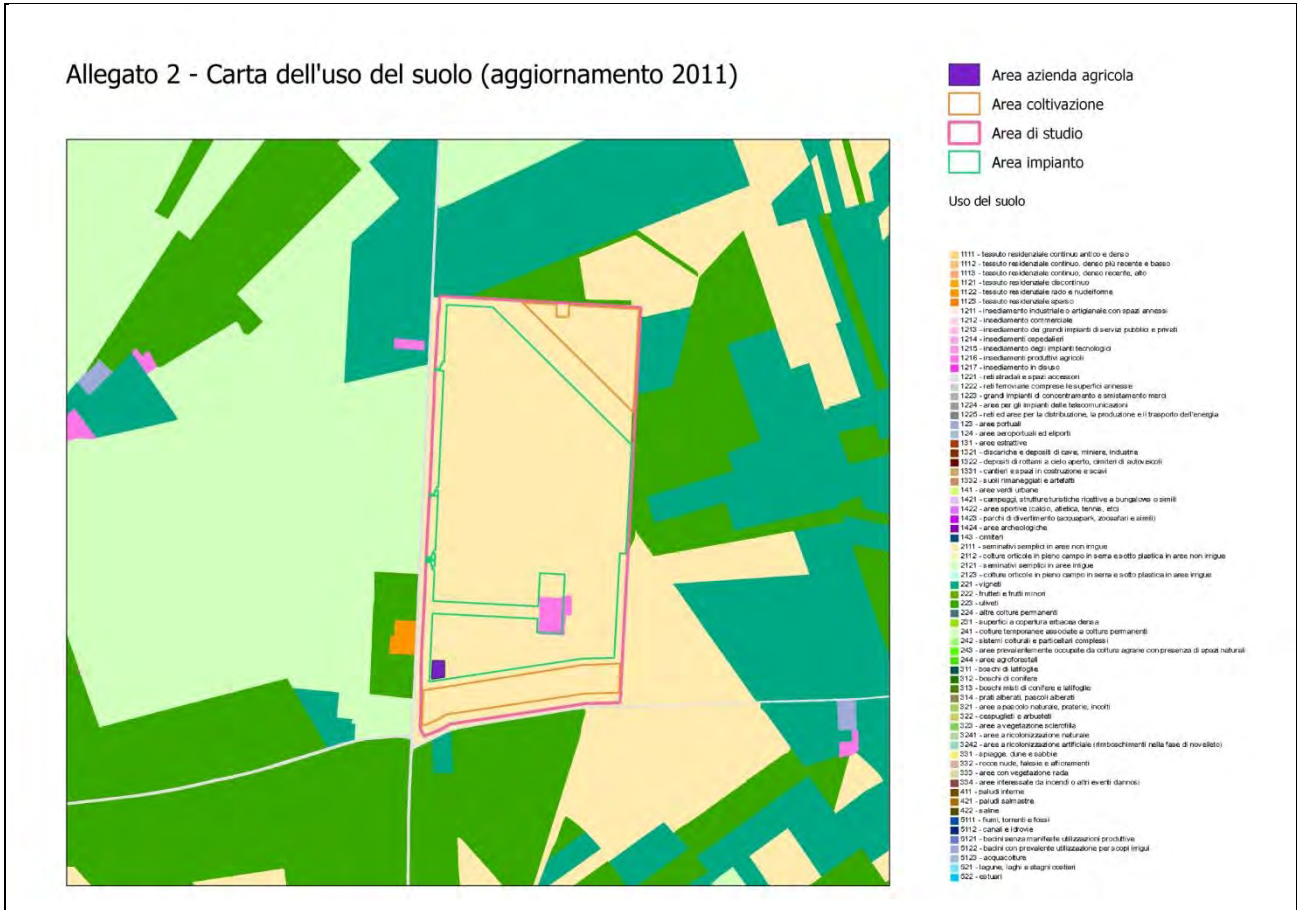 Allegato 2 - Carta dell'uso del suolo (aggiornamento 2011)
Area azienda agricola
Area coltivazione
Area di studio
Area impianto
Uso del suolo
1111 - tessuto residenziale continuo antico e denso
1112 - tessuto residenziale continuo, denso più recente e basso
1113 - tessuto residenziale continuo, denso recente, alto
1121 - tessuto residenziale discontinuo
1122 - tessuto residenziale rado e nucleiforme
1123 - tessuto residenziale sparso
1211 - insediamento industriale o artigianale con spazi annessi
1212 - insediamento commerciale
1213 - insediamento dei grandi impianti di servizi pubblici e privati
1214 - insediamenti ospedalieri
1215 - insediamento degli impianti tecnologici
1216 - insediamenti produttivi agricoli
1217 - insediamento in disuso
1221 - reti stradali e spazi accessori
1222 - reti ferroviarie comprese le superfici annesse
1223 - grandi impianti di concentramento e smistamento merci
1224 - aree per gli impianti delle telecomunicazioni
1225 - reti ed aree per la distribuzione, la produzione e il trasporto dell'energia
123 - aree portuali
124 - aree aeroportuali ed eliporti
131 - aree estrattive
1321 - discariche e depositi di cave, miniere, industrie
1322 - depositi di rottami a cielo aperto, cimiteri di autoveicoli
1331 - cantieri e spazi in costruzione e scavi
1332 - suoli rimaneggiati e artefatti
141 - aree verdi urbane
1421 - campeggi, strutture turistiche ricettive a bungalows o simili
1422 - aree sportive (calcio, atletica, tennis, etc)
1423 - parchi di divertimento (acquapark, zoosafari e simili)
1424 - aree archeologiche
143 - cimiteri
2111 - seminativi semplici in aree non irrigue
2112 - colture orticole in pieno campo in serra e sotto plastica in aree non irrigue
2121 - seminativi semplici in aree irrigue
2123 - colture orticole in pieno campo in serra e sotto plastica in aree irrigue
221 - vigneti
222 - frutteti e frutti minori
223 - uliveti
224 - altre colture permanenti
231 - superfici a copertura erbacea densa
241 - colture temporanee associate a colture permanenti
242 - sistemi colturali e particellari complessi
243 - aree prevalentemente occupate da colture agrarie con presenza di spazi naturali
244 - aree agroforestali
311 - boschi di latifoglie
312 - boschi di conifere
313 - boschi misti di conifere e latifoglie
314 - prati alberati, pascoli alberati
321 - aree a pascolo naturale, praterie, incolti
322 - cespuglieti e arbusteti
323 - aree a vegetazione sclerofilla
3241 - aree a ricolonizzazione naturale
3242 - aree a ricolonizzazione artificiale (rimboschimenti nella fase di novelleto)
331 - spiagge, dune e sabbie
332 - rocce nude, falesie e affioramenti
333 - aree con vegetazione rada
334 - aree interessate da incendi o altri eventi dannosi
411 - paludi interne
421 - paludi salmastre
422 - saline
5111 - fiumi, torrenti e fossi
5112 - canali e idrovie
5121 - bacini senza manifeste utilizzazioni produttive
5122 - bacini con prevalente utilizzazione per scopi irrigui
5123 - acquacolture
521 - lagune, laghi e stagni costieri
522 - estuari